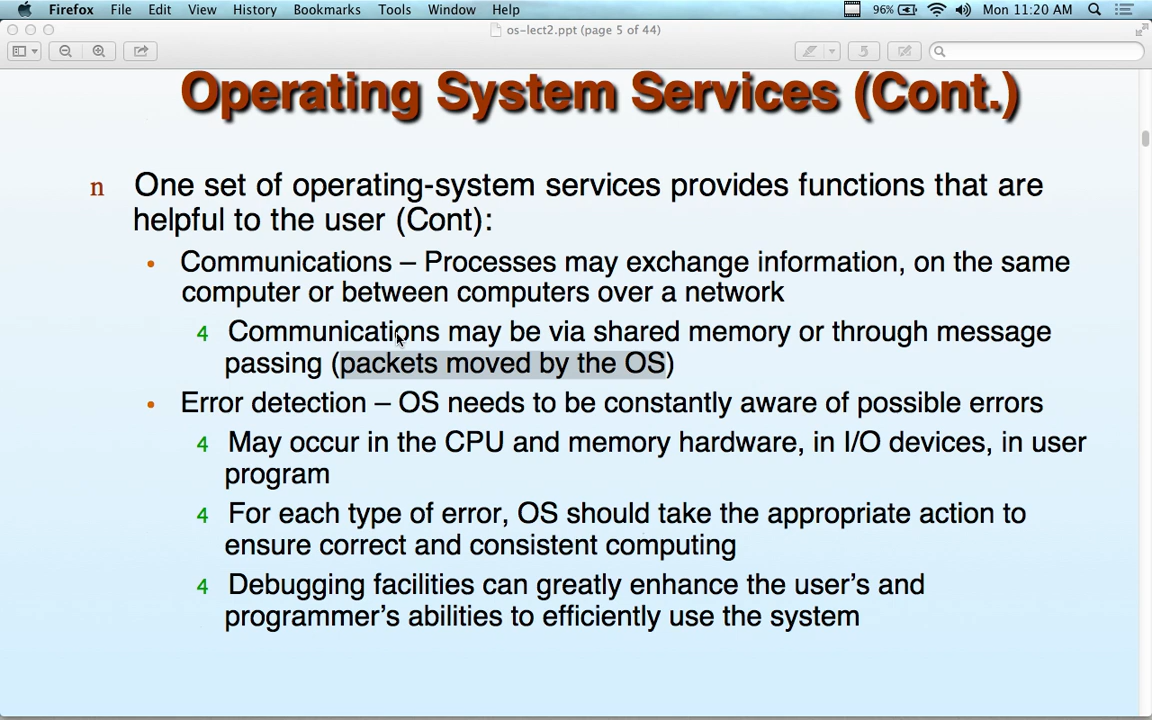 Firefox File Edit View History Bookmarks Tools Window Help 96% Mon 11:20 AM
os-lect2.ppt (page 5 of 44)
5
Operating System Services (Cont.)
n One set of operating-system services provides functions that are
helpful to the user (Cont):
• Communications – Processes may exchange information, on the same
computer or between computers over a network
4 Communications may be via shared memory or through message
passing (packets moved by the OS)
• Error detection – OS needs to be constantly aware of possible errors
4 May occur in the CPU and memory hardware, in I/O devices, in user
program
4 For each type of error, OS should take the appropriate action to
ensure correct and consistent computing
4 Debugging facilities can greatly enhance the user’s and
programmer’s abilities to efficiently use the system